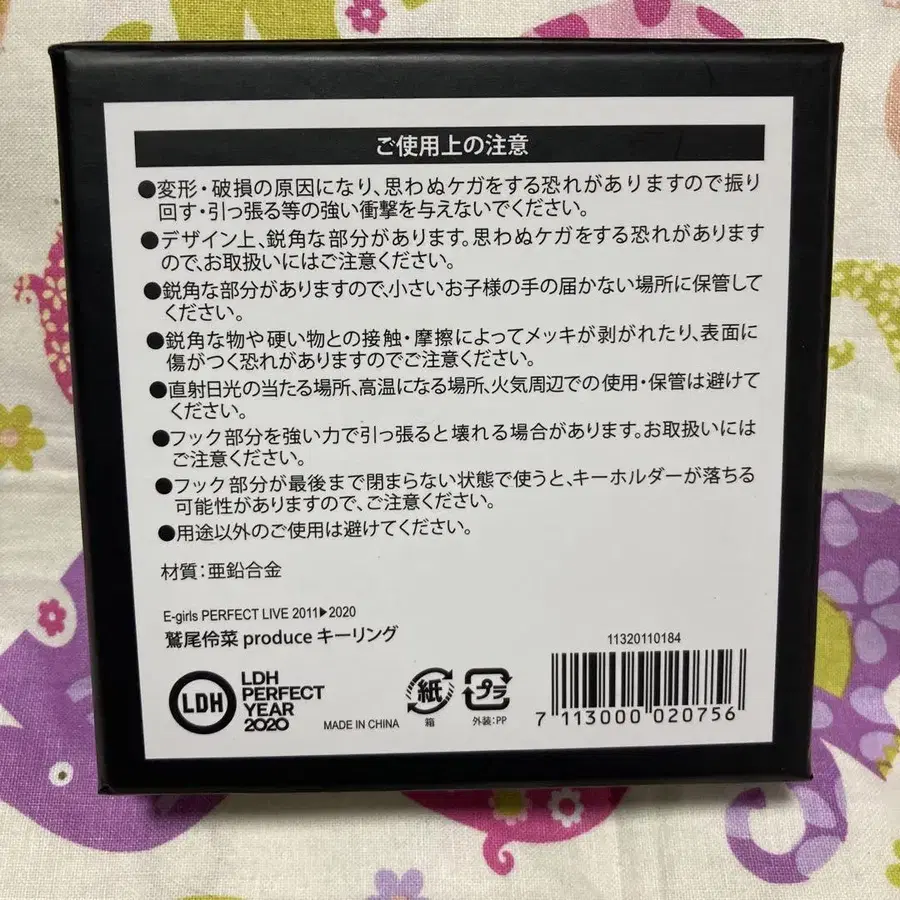 ご使用上の注意
●変形・破損の原因になり、思わぬケガをする恐れがありますので振り
回す・引っ張る等の強い衝撃を与えないでください。
●デザイン上、鋭角な部分があります。思わぬケガをする恐れがあります
ので、お取扱いにはご注意ください。
●鋭角な部分がありますので、小さいお子様の手の届かない場所に保管して
ください。
●鋭角な物や硬い物との接触・摩擦によってメッキが剥がれたり、表面に
傷がつく恐れがありますのでご注意ください。
●直射日光の当たる場所、高温になる場所、火気周辺での使用・保管は避けて
ください。
●フック部分を強い力で引っ張ると壊れる場合があります。お取扱いには
ご注意ください。
●フック部分が最後まで閉まらない状態で使うと、キーホルダーが落ちる
可能性がありますので、ご注意ください。
●用途以外のご使用は避けてください。
材質：亜鉛合金
E-girls PERFECT LIVE 2011▶2020
鷲尾伶菜 produce キーリング
11320110184
LDH
LDH
PERFECT
YEAR
2020
MADE IN CHINA
紙
箱
プラ
外装：PP
7 113000 020756